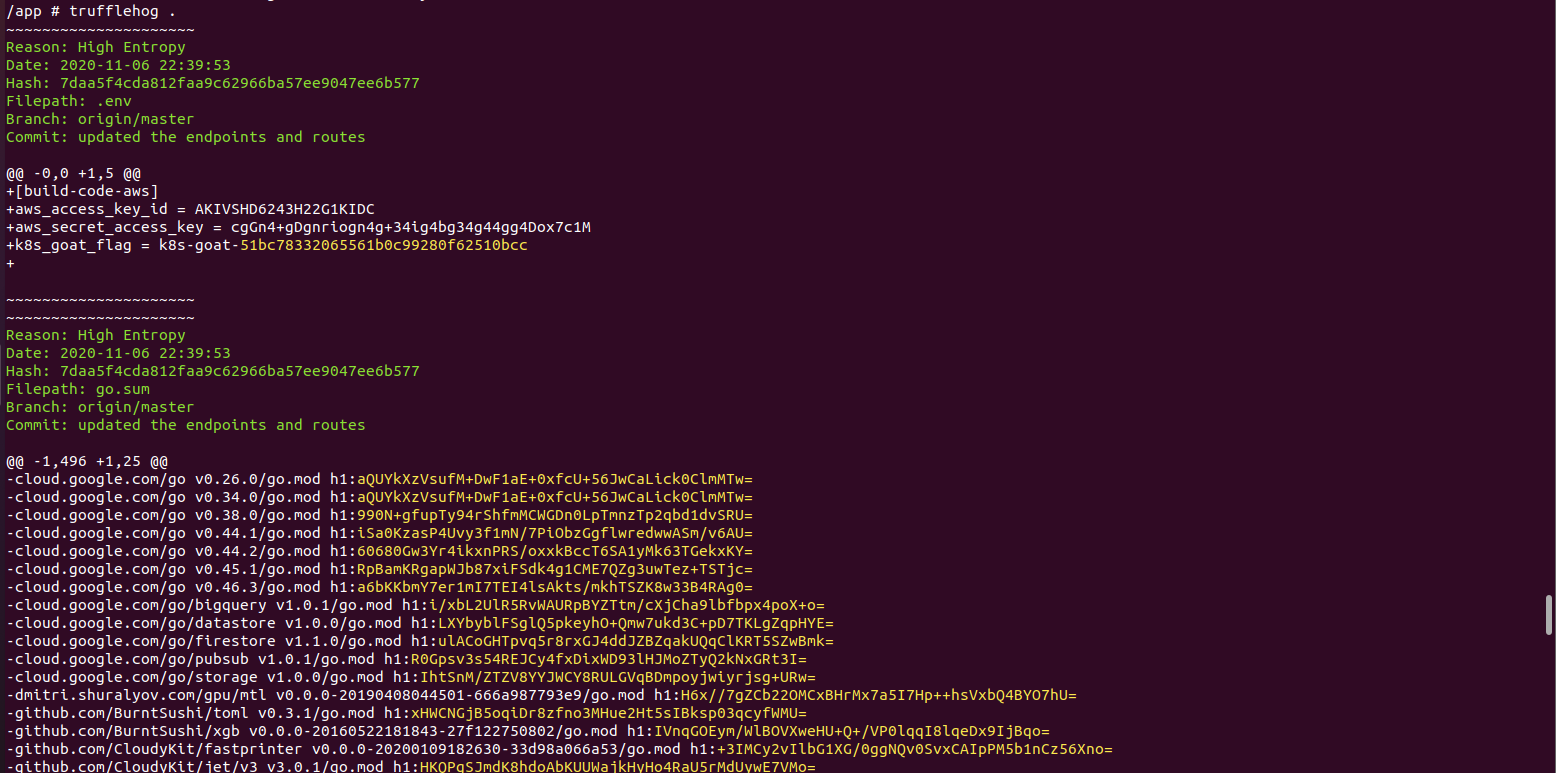 /app # trufflehog .
~~~~~~~~~~~~~~~~~~~~~
Reason: High Entropy
Date: 2020-11-06 22:39:53
Hash: 7daa5f4cda812faa9c62966ba57ee9047ee6b577
Filepath: .env
Branch: origin/master
Commit: updated the endpoints and routes
@@ -0,0 +1,5 @@
+[build-code-aws]
+aws_access_key_id = AKIVSHD6243H22G1KIDC
+aws_secret_access_key = cgGn4+gDgnriogn4g+34ig4bg34g44gg4Dox7c1M
+k8s_goat_flag = k8s-goat-51bc78332065561b0c99280f62510bcc
+
~~~~~~~~~~~~~~~~~~~~~
~~~~~~~~~~~~~~~~~~~~~
Reason: High Entropy
Date: 2020-11-06 22:39:53
Hash: 7daa5f4cda812faa9c62966ba57ee9047ee6b577
Filepath: go.sum
Branch: origin/master
Commit: updated the endpoints and routes
@@ -1,496 +1,25 @@
-cloud.google.com/go v0.26.0/go.mod h1:aQUYkXzVsufM+DwF1aE+0xfcU+56JwCaLick0ClmMTw=
-cloud.google.com/go v0.34.0/go.mod h1:aQUYkXzVsufM+DwF1aE+0xfcU+56JwCaLick0ClmMTw=
-cloud.google.com/go v0.38.0/go.mod h1:990N+gfupTy94rShfmMCWGDn0LpTmnzTp2qbd1dvSRU=
-cloud.google.com/go v0.44.1/go.mod h1:iSa0KzasP4Uvy3f1mN/7PiObzGgflwredwwASm/v6AU=
-cloud.google.com/go v0.44.2/go.mod h1:60680Gw3Yr4ikxnPRS/oxxkBccT6SA1yMk63TGekxKY=
-cloud.google.com/go v0.45.1/go.mod h1:RpBamKRgapWJb87xiFSdk4g1CME7QZg3uwTez+TSTjc=
-cloud.google.com/go v0.46.3/go.mod h1:a6bKKbmY7er1mI7TEI4lsAkts/mkhTSZK8w33B4RAg0=
-cloud.google.com/go/bigquery v1.0.1/go.mod h1:i/xbL2UlR5RvWAURpBYZTtm/cXjCha9lbfbpx4poX+o=
-cloud.google.com/go/datastore v1.0.0/go.mod h1:LXYbyblFSglQ5pkeyhO+Qmw7ukd3C+pD7TKLgZqpHYE=
-cloud.google.com/go/firestore v1.1.0/go.mod h1:ulACoGHTpvq5r8rxGJ4ddJZBZqakUQqClKRT5SZwBmk=
-cloud.google.com/go/pubsub v1.0.1/go.mod h1:R0Gpsv3s54REJCy4fxDixWD93lHJMoZTyQ2kNxGRt3I=
-cloud.google.com/go/storage v1.0.0/go.mod h1:IhtSnM/ZTZV8YYJWCY8RULGVqBDmpoyjwiyrjsg+URw=
-dmitri.shuralyov.com/gpu/mtl v0.0.0-20190408044501-666a987793e9/go.mod h1:H6x//7gZCb22OMCxBHrMx7a5I7Hp++hsVxbQ4BYO7hU=
-github.com/BurntSushi/toml v0.3.1/go.mod h1:xHWCNGjB5oqiDr8zfno3MHue2Ht5sIBksp03qcyfWMU=
-github.com/BurntSushi/xgb v0.0.0-20160522181843-27f122750802/go.mod h1:IVnqGOEym/WlBOVXweHU+Q+/VP0lqqI8lqeDx9IjBqo=
-github.com/CloudyKit/fastprinter v0.0.0-20200109182630-33d98a066a53/go.mod h1:+3IMCy2vIlbG1XG/0ggNQv0SvxCAIpPM5b1nCz56Xno=
-github.com/CloudyKit/jet/v3 v3.0.1/go.mod h1:HKQPgSJmdK8hdoAbKUUWajkHyHo4RaU5rMdUywE7VMo=